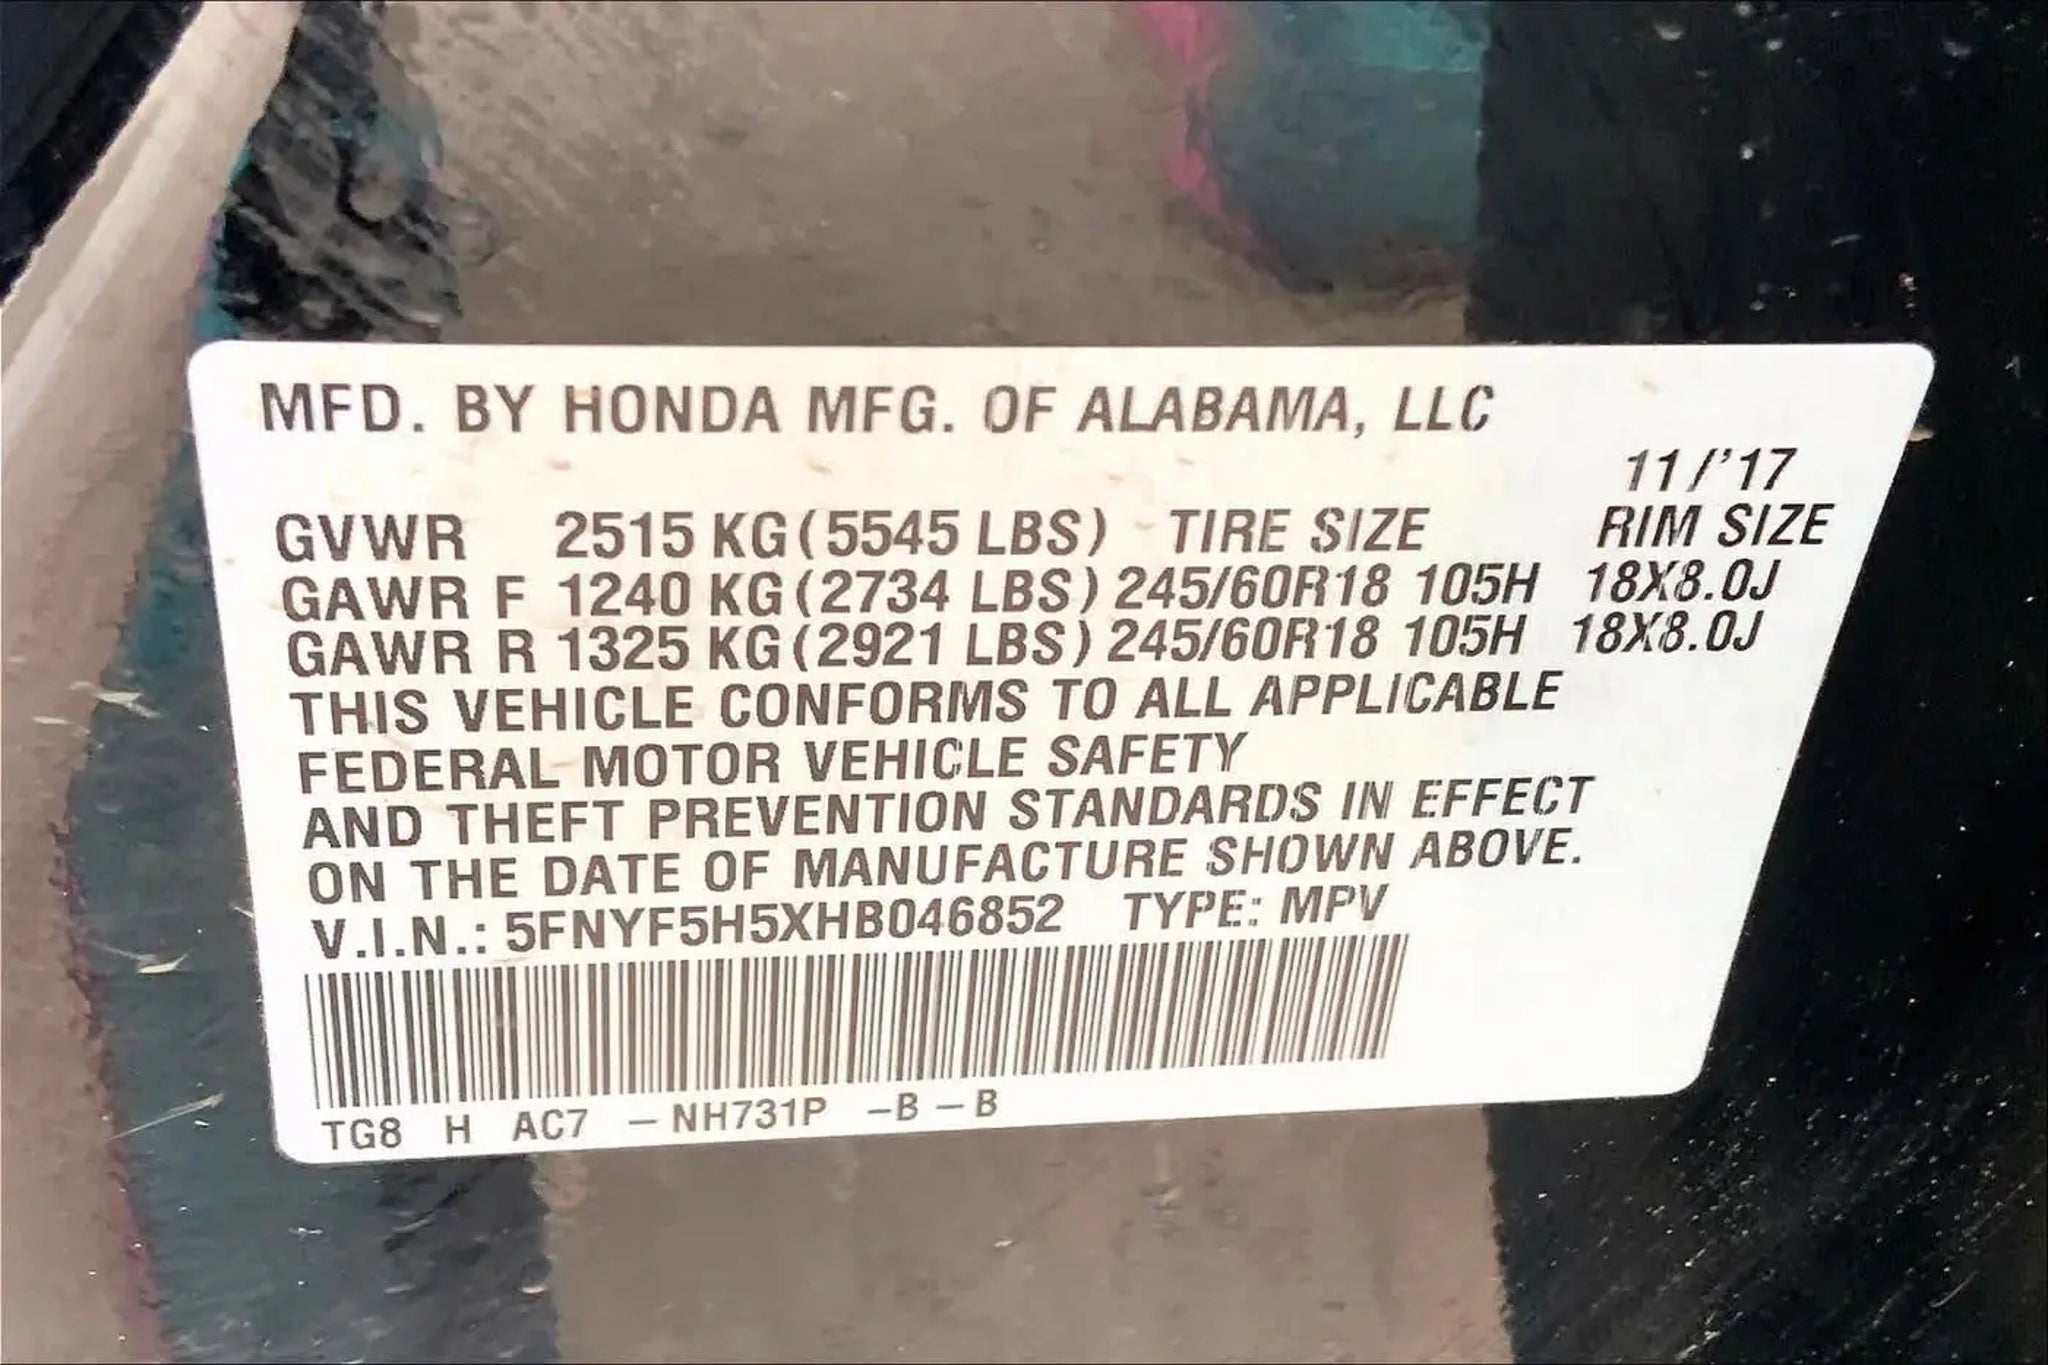 MFD. BY HONDA MFG. OF ALABAMA, LLC
11/'17
GVWR 2515 KG (5545 LBS) TIRE SIZE RIM SIZE
GAWR F 1240 KG (2734 LBS) 245/60R18 105H 18X8.0J
GAWR R 1325 KG (2921 LBS) 245/60R18 105H 18X8.0J
THIS VEHICLE CONFORMS TO ALL APPLICABLE
FEDERAL MOTOR VEHICLE SAFETY
AND THEFT PREVENTION STANDARDS IN EFFECT
ON THE DATE OF MANUFACTURE SHOWN ABOVE.
V.I.N.: 5FNYF5H5XHB046852 TYPE: MPV
TG8 H AC7 – NH731P –B – B